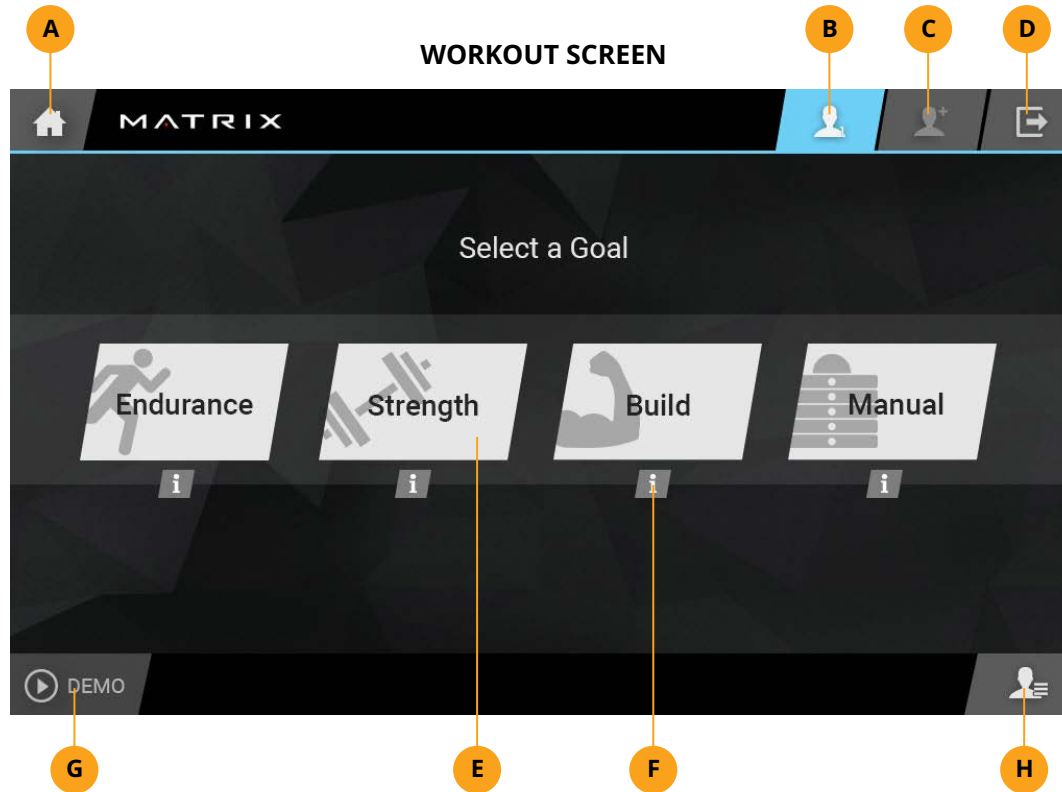 A
B
C
D
WORKOUT SCREEN
MATRIX
Select a Goal
Endurance
Strength
Build
Manual
i
i
i
i
DEMO
G
E
F
H